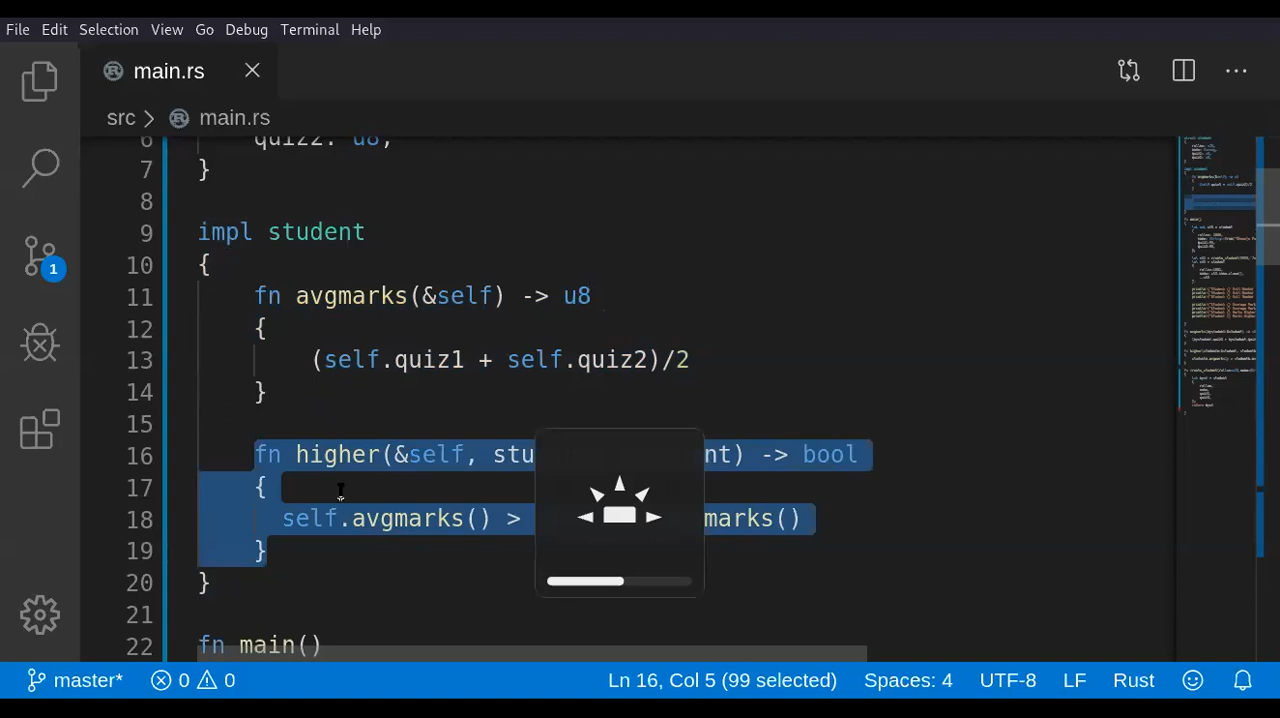 File Edit Selection View Go Debug Terminal Help
main.rs
src > main.rs
6 quiz2: u8,
7 }
8
9 impl student
10 {
11 fn avgmarks(&self) -> u8
12 {
13 (self.quiz1 + self.quiz2)/2
14 }
15
16 fn higher(&self, stu nt) -> bool
17 {
18 self.avgmarks() > marks()
19 }
20 }
21
22 fn main()
1
master* 0 0 Ln 16, Col 5 (99 selected) Spaces: 4 UTF-8 LF Rust